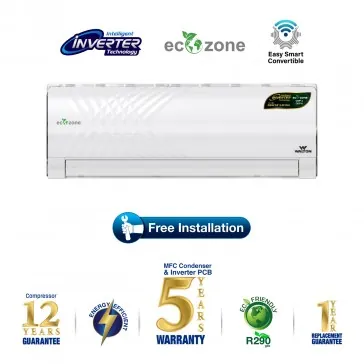 Intelligent
INVERTER
Technology
ecozone
Easy Smart
Convertible
ecozone
WALTON
Free Installation
Compressor
12
YEARS
GUARANTEE
ENERGY EFFICIENT
MFC Condenser
& Inverter PCB
5
YEARS
WARRANTY
ECO FRIENDLY
R290
1
YEAR
REPLACEMENT
GUARANTEE